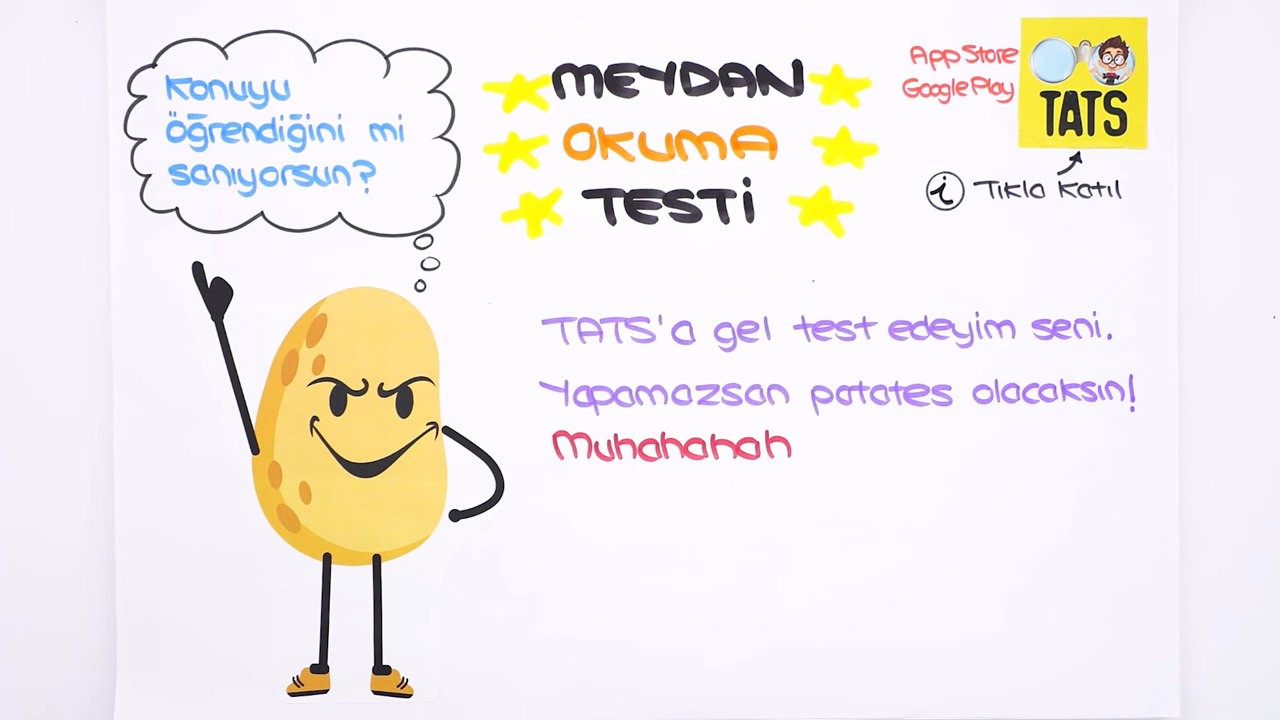 Konuyu
öğrendiğini mi
sanıyorsun?
MEYDAN
OKUMA
TESTİ
App Store
Google Play
TATS
i Tıkla Katıl
TATS'a gel test edeyim seni.
Yapamazsan patates olacaksın!
Muhahahah